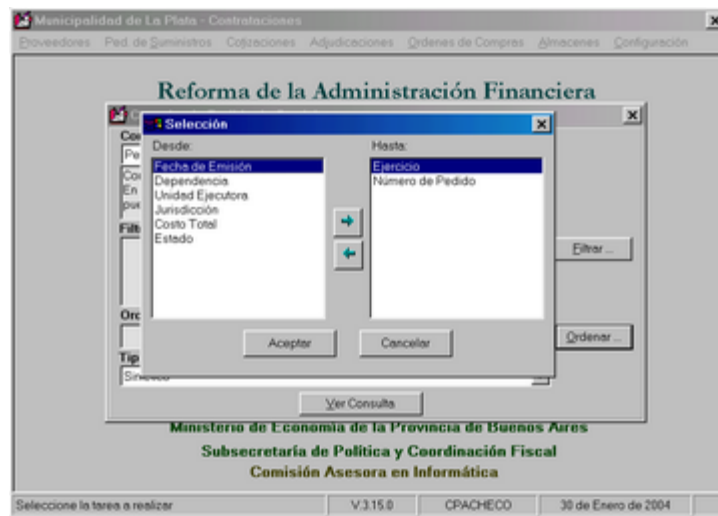 Municipalidad de La Plata - Contrataciones
Proveedores Ped. de Suministros Cotizaciones Adjudicaciones Ordenes de Compras Almacenes Configuración
Reforma de la Administración Financiera
Selección
Desde:
Hasta:
Fecha de Emisión
Dependencia
Unidad Ejecutora
Jurisdicción
Costo Total
Estado
Ejercicio
Número de Pedido
Filtrar ...
Ordenar ...
Aceptar
Cancelar
Tip
Ver Consulta
Ministerio de Economía de la Provincia de Buenos Aires
Subsecretaría de Política y Coordinación Fiscal
Comisión Asesora en Informática
Seleccione la tarea a realizar V.3.15.0 CPACHECO 30 de Enero de 2004